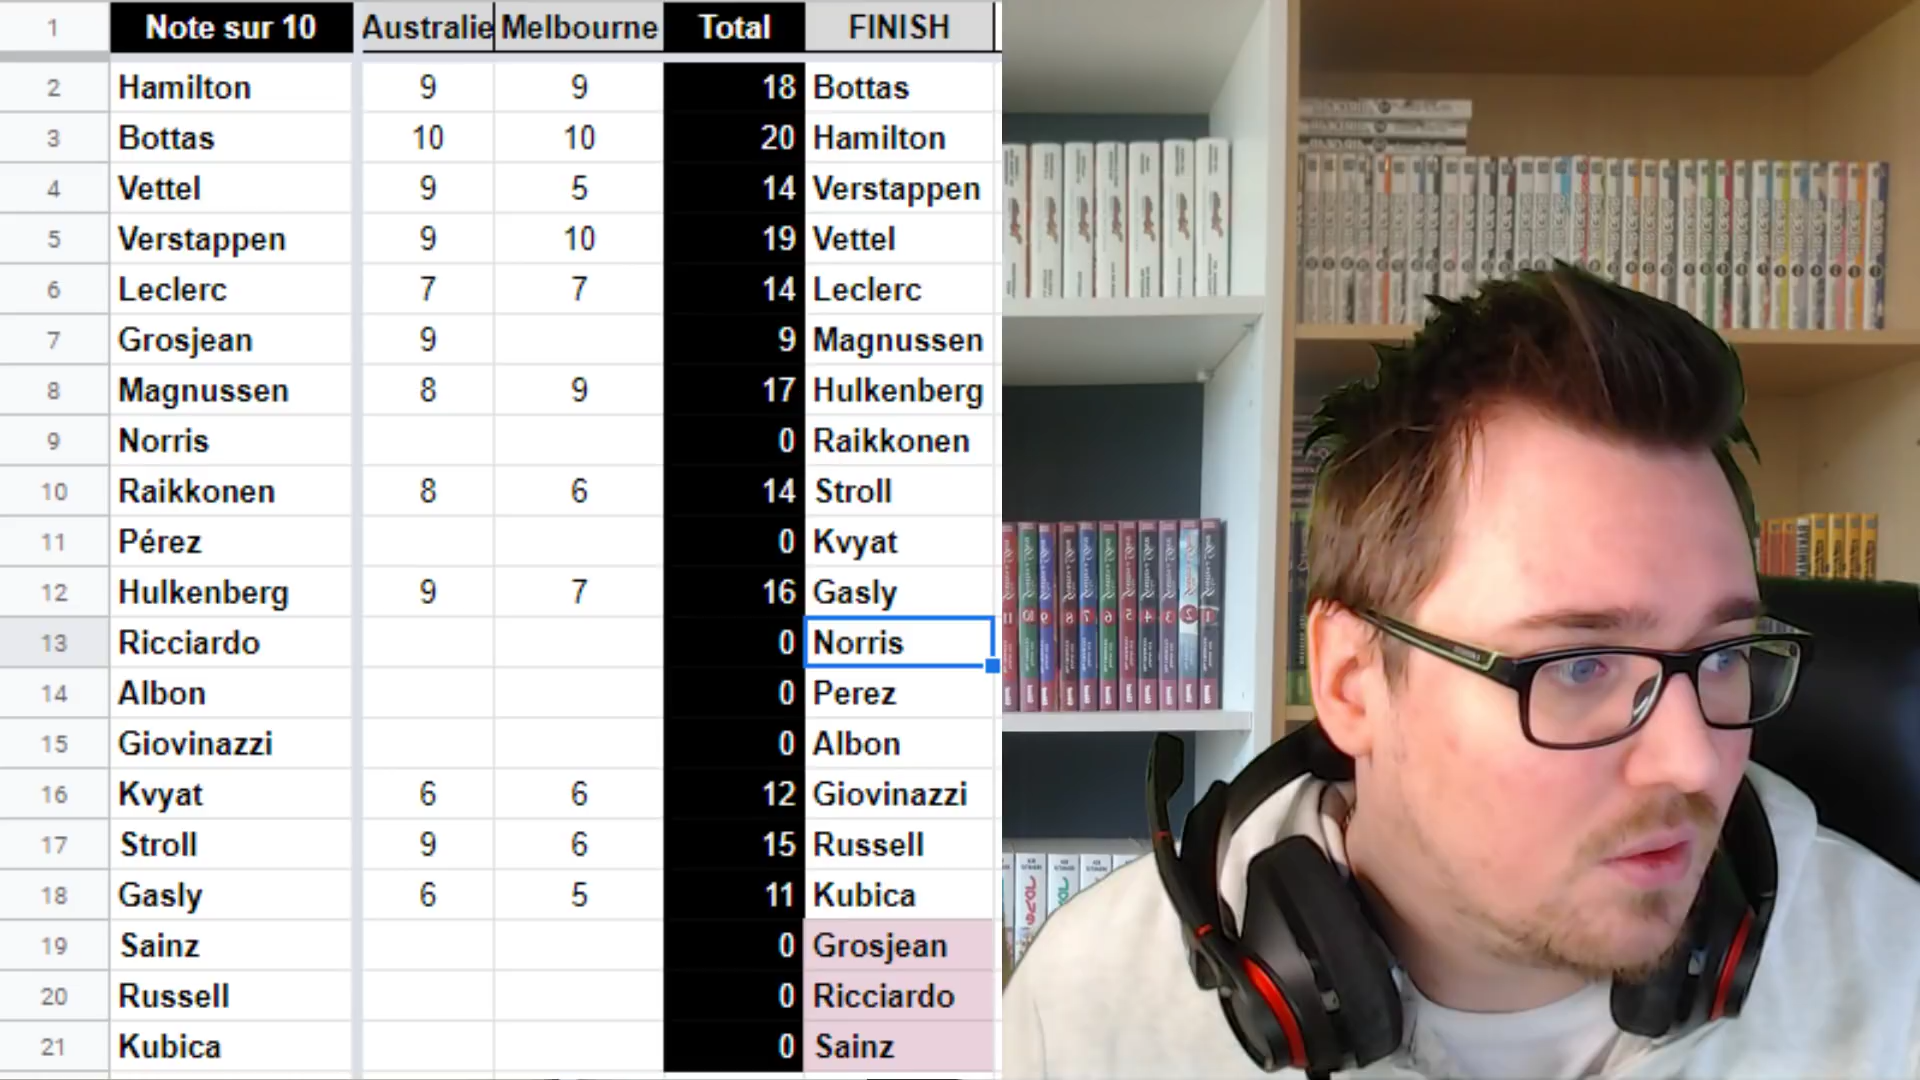 1 Note sur 10 Australie Melbourne Total FINISH
2 Hamilton 9 9 18 Bottas
3 Bottas 10 10 20 Hamilton
4 Vettel 9 5 14 Verstappen
5 Verstappen 9 10 19 Vettel
6 Leclerc 7 7 14 Leclerc
7 Grosjean 9 9 Magnussen
8 Magnussen 8 9 17 Hulkenberg
9 Norris 0 Raikkonen
10 Raikkonen 8 6 14 Stroll
11 Pérez 0 Kvyat
12 Hulkenberg 9 7 16 Gasly
13 Ricciardo 0 Norris
14 Albon 0 Perez
15 Giovinazzi 0 Albon
16 Kvyat 6 6 12 Giovinazzi
17 Stroll 9 6 15 Russell
18 Gasly 6 5 11 Kubica
19 Sainz 0 Grosjean
20 Russell 0 Ricciardo
21 Kubica 0 Sainz